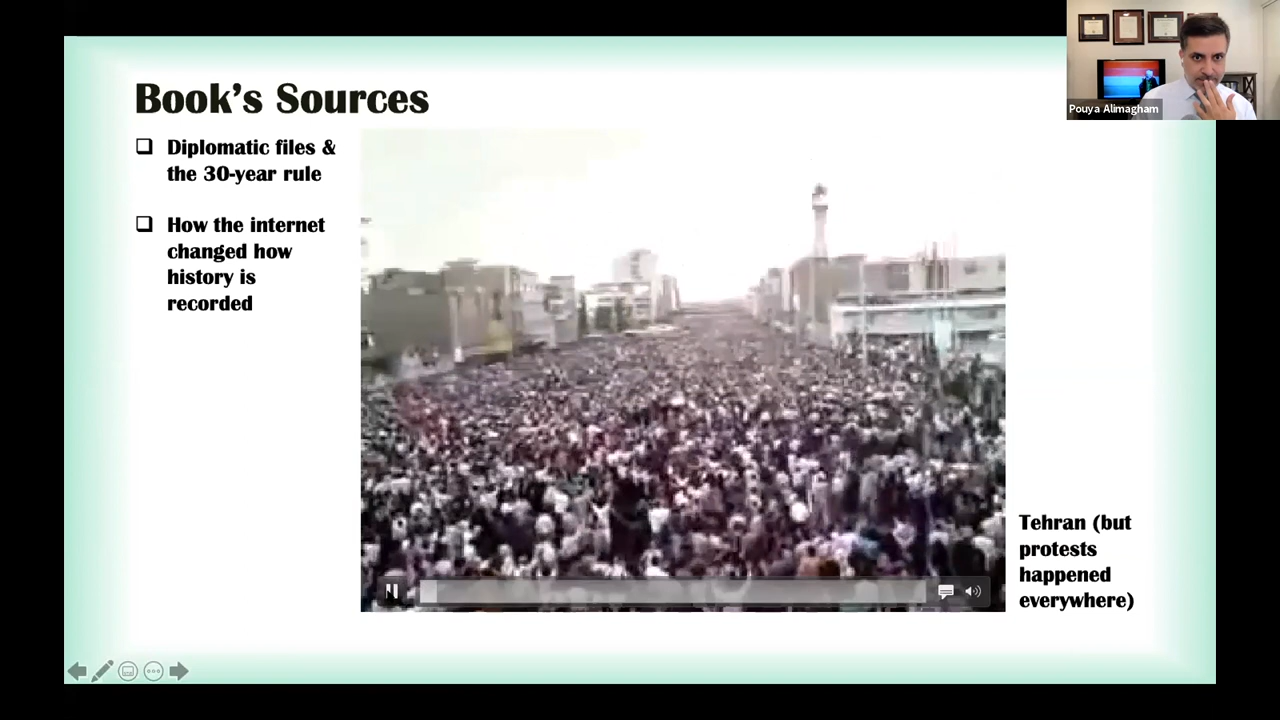 Book's Sources
Diplomatic files &
the 30-year rule
How the internet
changed how
history is
recorded
Tehran (but
protests
happened
everywhere)
Pouya Alimagham